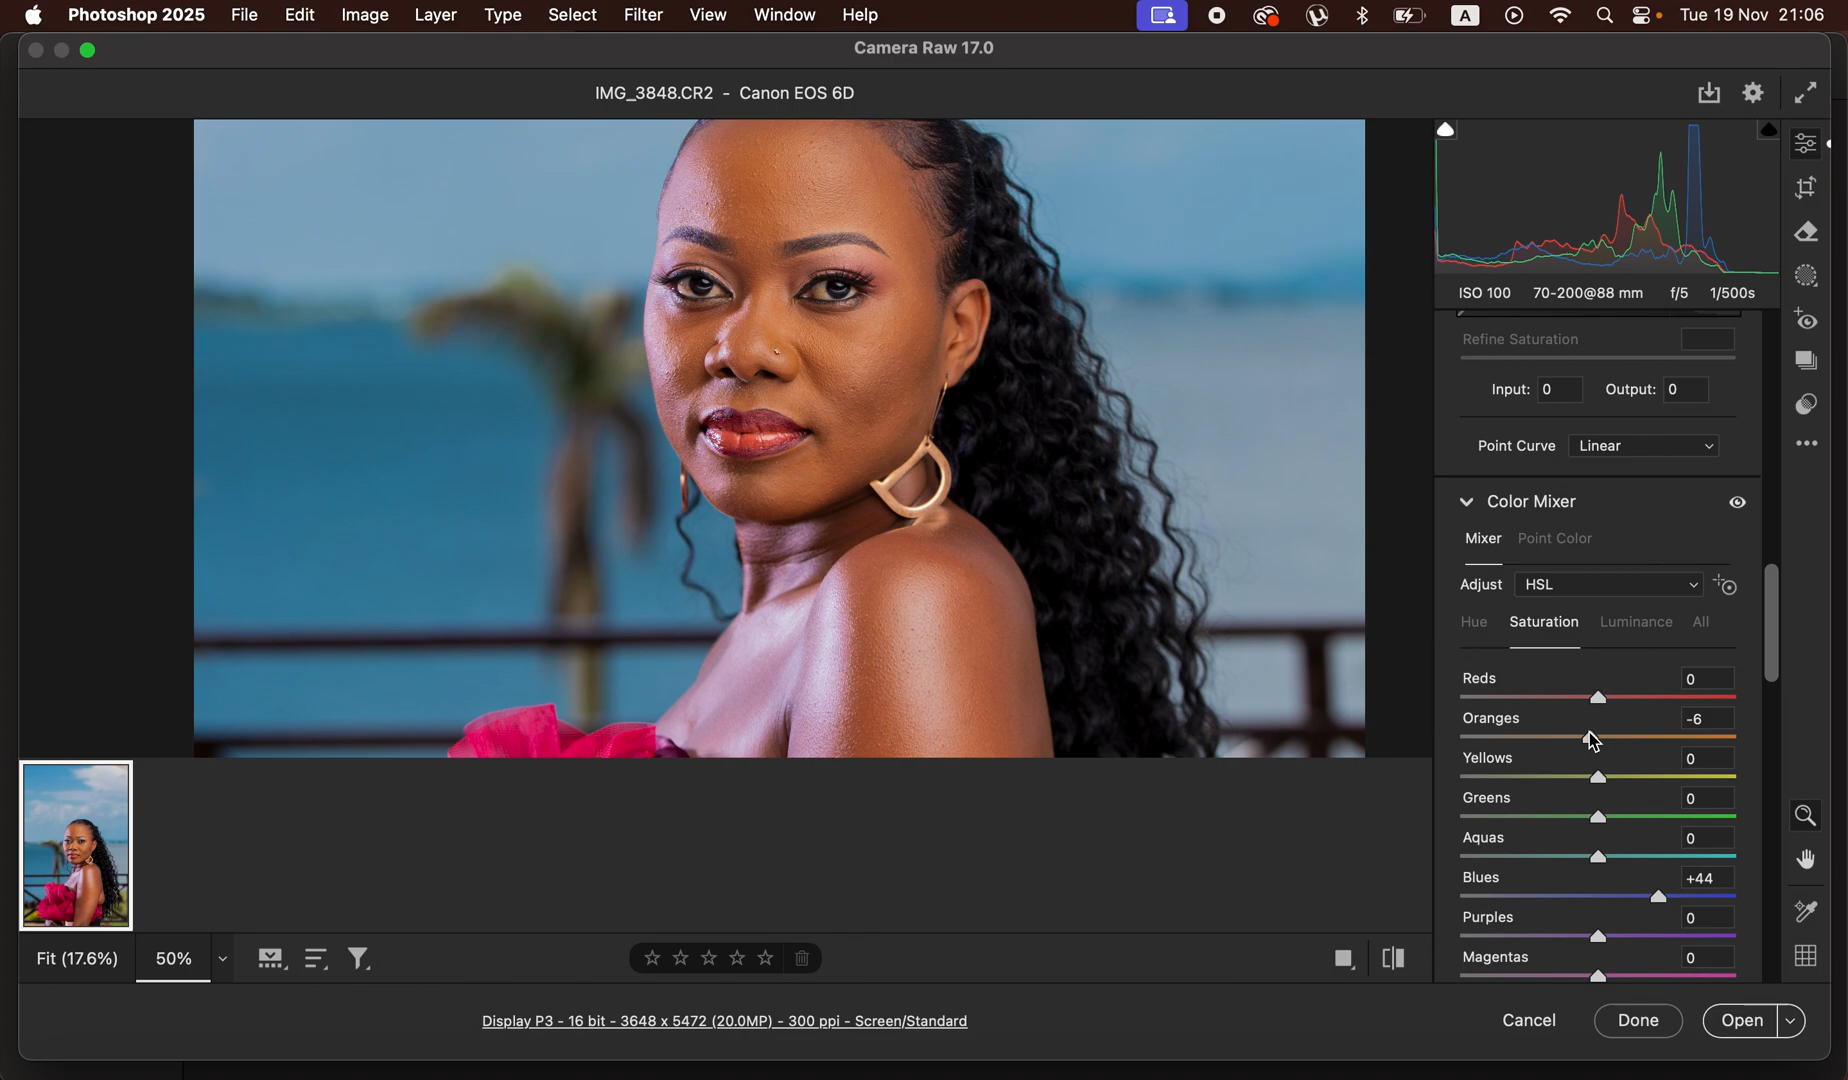 Photoshop 2025 File Edit Image Layer Type Select Filter View Window Help A Tue 19 Nov 21:06
Camera Raw 17.0
IMG_3848.CR2 - Canon EOS 6D
ISO 100 70-200@88 mm f/5 1/500s
Refine Saturation
Input: 0 Output: 0
Point Curve Linear
Color Mixer
Mixer Point Color
Adjust HSL
Hue Saturation Luminance All
Reds 0
Oranges -6
Yellows 0
Greens 0
Aquas 0
Blues +44
Purples 0
Magentas 0
Fit (17.6%) 50%
Display P3 - 16 bit - 3648 x 5472 (20.0MP) - 300 ppi - Screen/Standard
Cancel Done Open